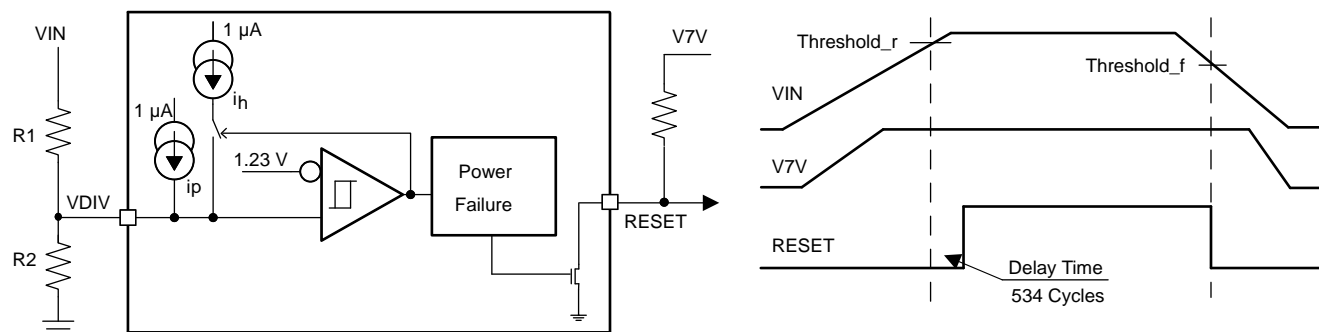 VIN
1 µA
V7V
ih
1 µA
R1
1.23 V
ip
Power
Failure
VDIV
RESET
R2
Threshold_r
Threshold_f
VIN
V7V
RESET
Delay Time
534 Cycles